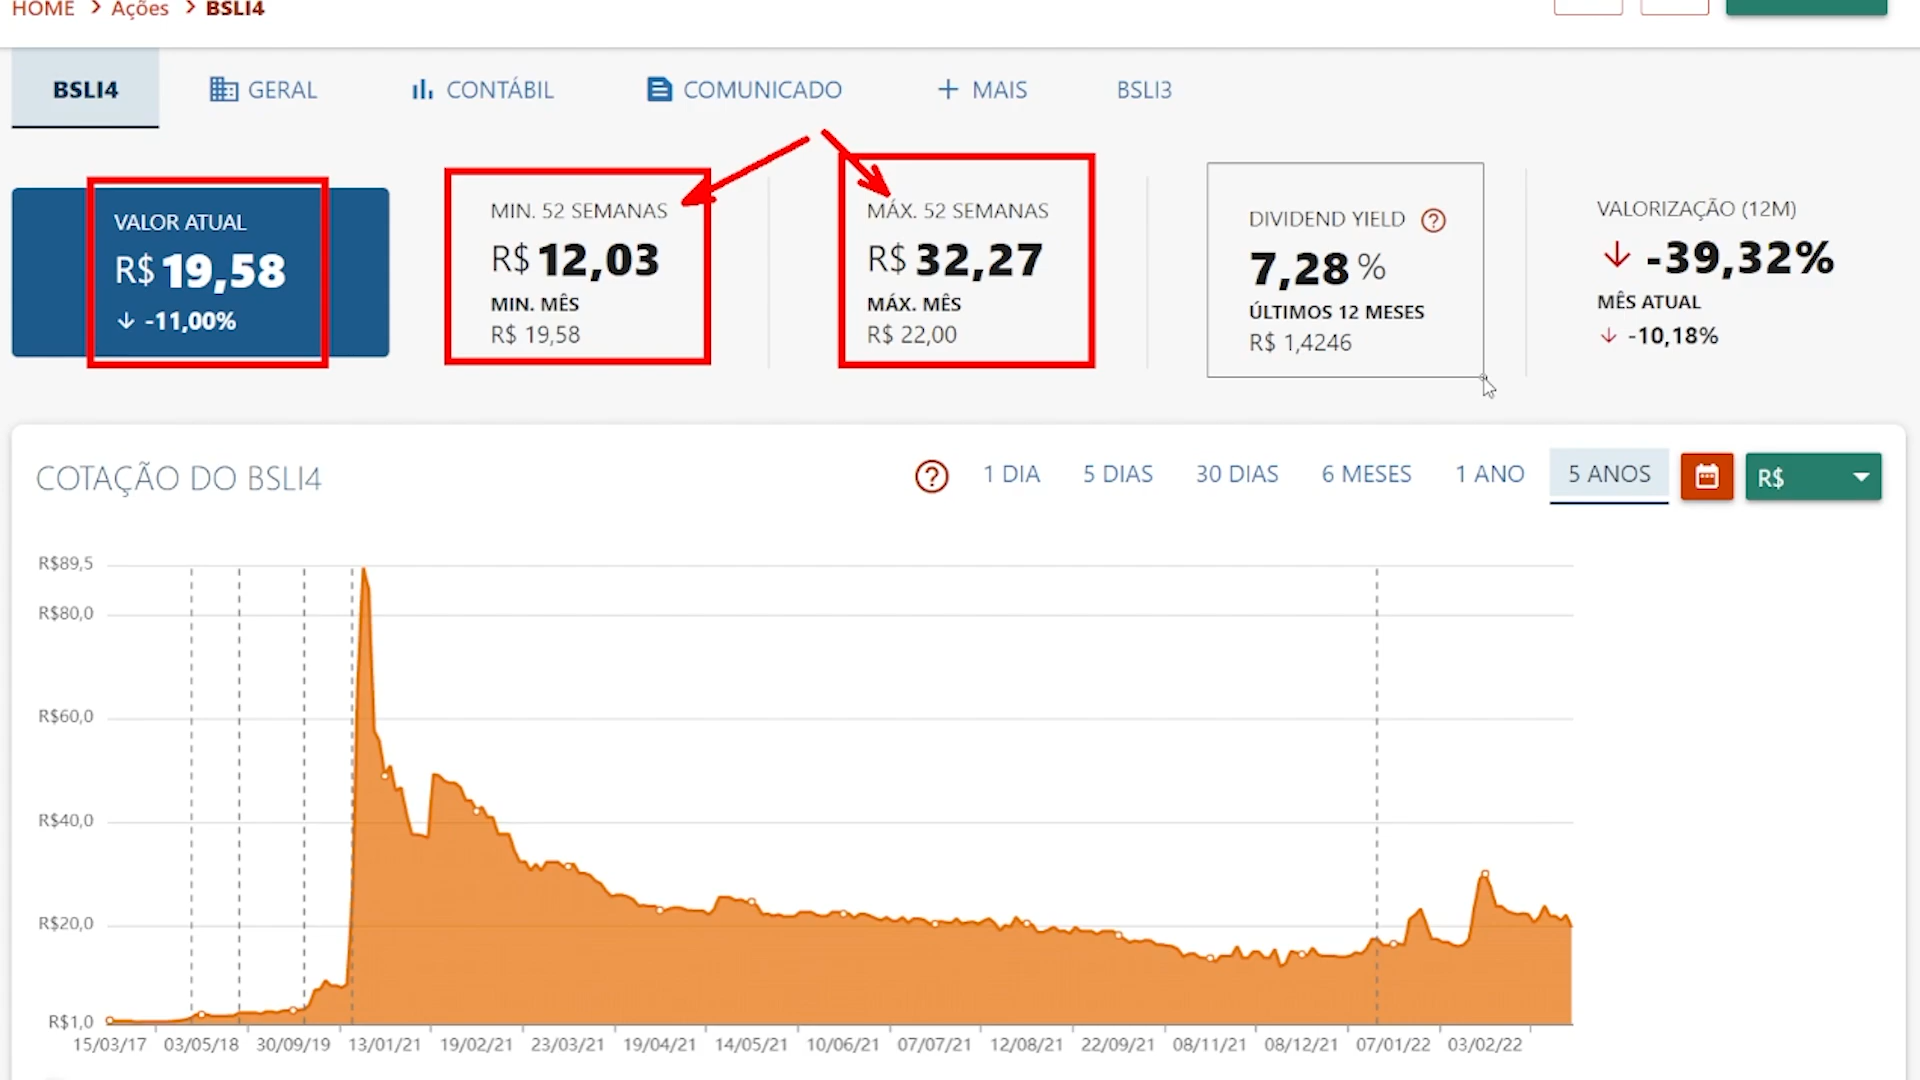 HOME > Ações > BSLI4
BSLI4 GERAL CONTÁBIL COMUNICADO + MAIS BSLI3
VALOR ATUAL
R$ 19,58
-11,00%
MIN. 52 SEMANAS
R$ 12,03
MIN. MÊS
R$ 19,58
MÁX. 52 SEMANAS
R$ 32,27
MÁX. MÊS
R$ 22,00
DIVIDEND YIELD ?
7,28 %
ÚLTIMOS 12 MESES
R$ 1,4246
VALORIZAÇÃO (12M)
-39,32%
MÊS ATUAL
-10,18%
COTAÇÃO DO BSLI4
? 1 DIA 5 DIAS 30 DIAS 6 MESES 1 ANO 5 ANOS R$
R$89,5
R$80,0
R$60,0
R$40,0
R$20,0
R$1,0
15/03/17 03/05/18 30/09/19 13/01/21 19/02/21 23/03/21 19/04/21 14/05/21 10/06/21 07/07/21 12/08/21 22/09/21 08/11/21 08/12/21 07/01/22 03/02/22